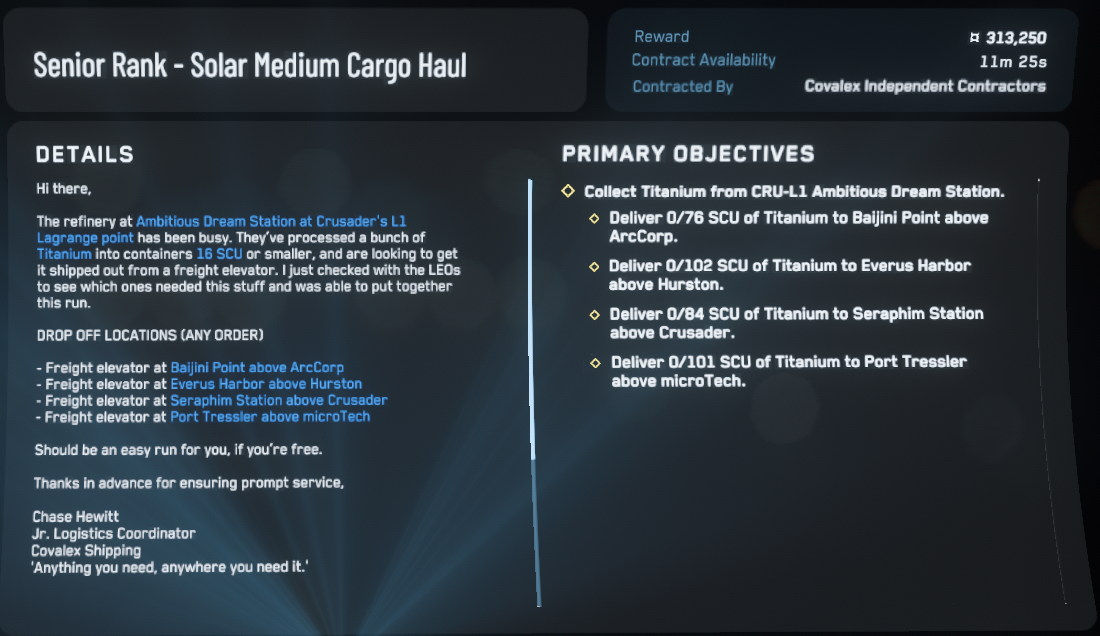 Senior Rank - Solar Medium Cargo Haul
Reward ¤ 313,250
Contract Availability 11m 25s
Contracted By Covalex Independent Contractors
DETAILS
Hi there,
The refinery at Ambitious Dream Station at Crusader's L1
Lagrange point has been busy. They've processed a bunch of
Titanium into containers 16 SCU or smaller, and are looking to get
it shipped out from a freight elevator. I just checked with the LEOs
to see which ones needed this stuff and was able to put together
this run.
DROP OFF LOCATIONS (ANY ORDER)
- Freight elevator at Baijini Point above ArcCorp
- Freight elevator at Everus Harbor above Hurston
- Freight elevator at Seraphim Station above Crusader
- Freight elevator at Port Tressler above microTech
Should be an easy run for you, if you're free.
Thanks in advance for ensuring prompt service,
Chase Hewitt
Jr. Logistics Coordinator
Covalex Shipping
'Anything you need, anywhere you need it.'
PRIMARY OBJECTIVES
Collect Titanium from CRU-L1 Ambitious Dream Station.
Deliver 0/76 SCU of Titanium to Baijini Point above
ArcCorp.
Deliver 0/102 SCU of Titanium to Everus Harbor
above Hurston.
Deliver 0/84 SCU of Titanium to Seraphim Station
above Crusader.
Deliver 0/101 SCU of Titanium to Port Tressler
above microTech.